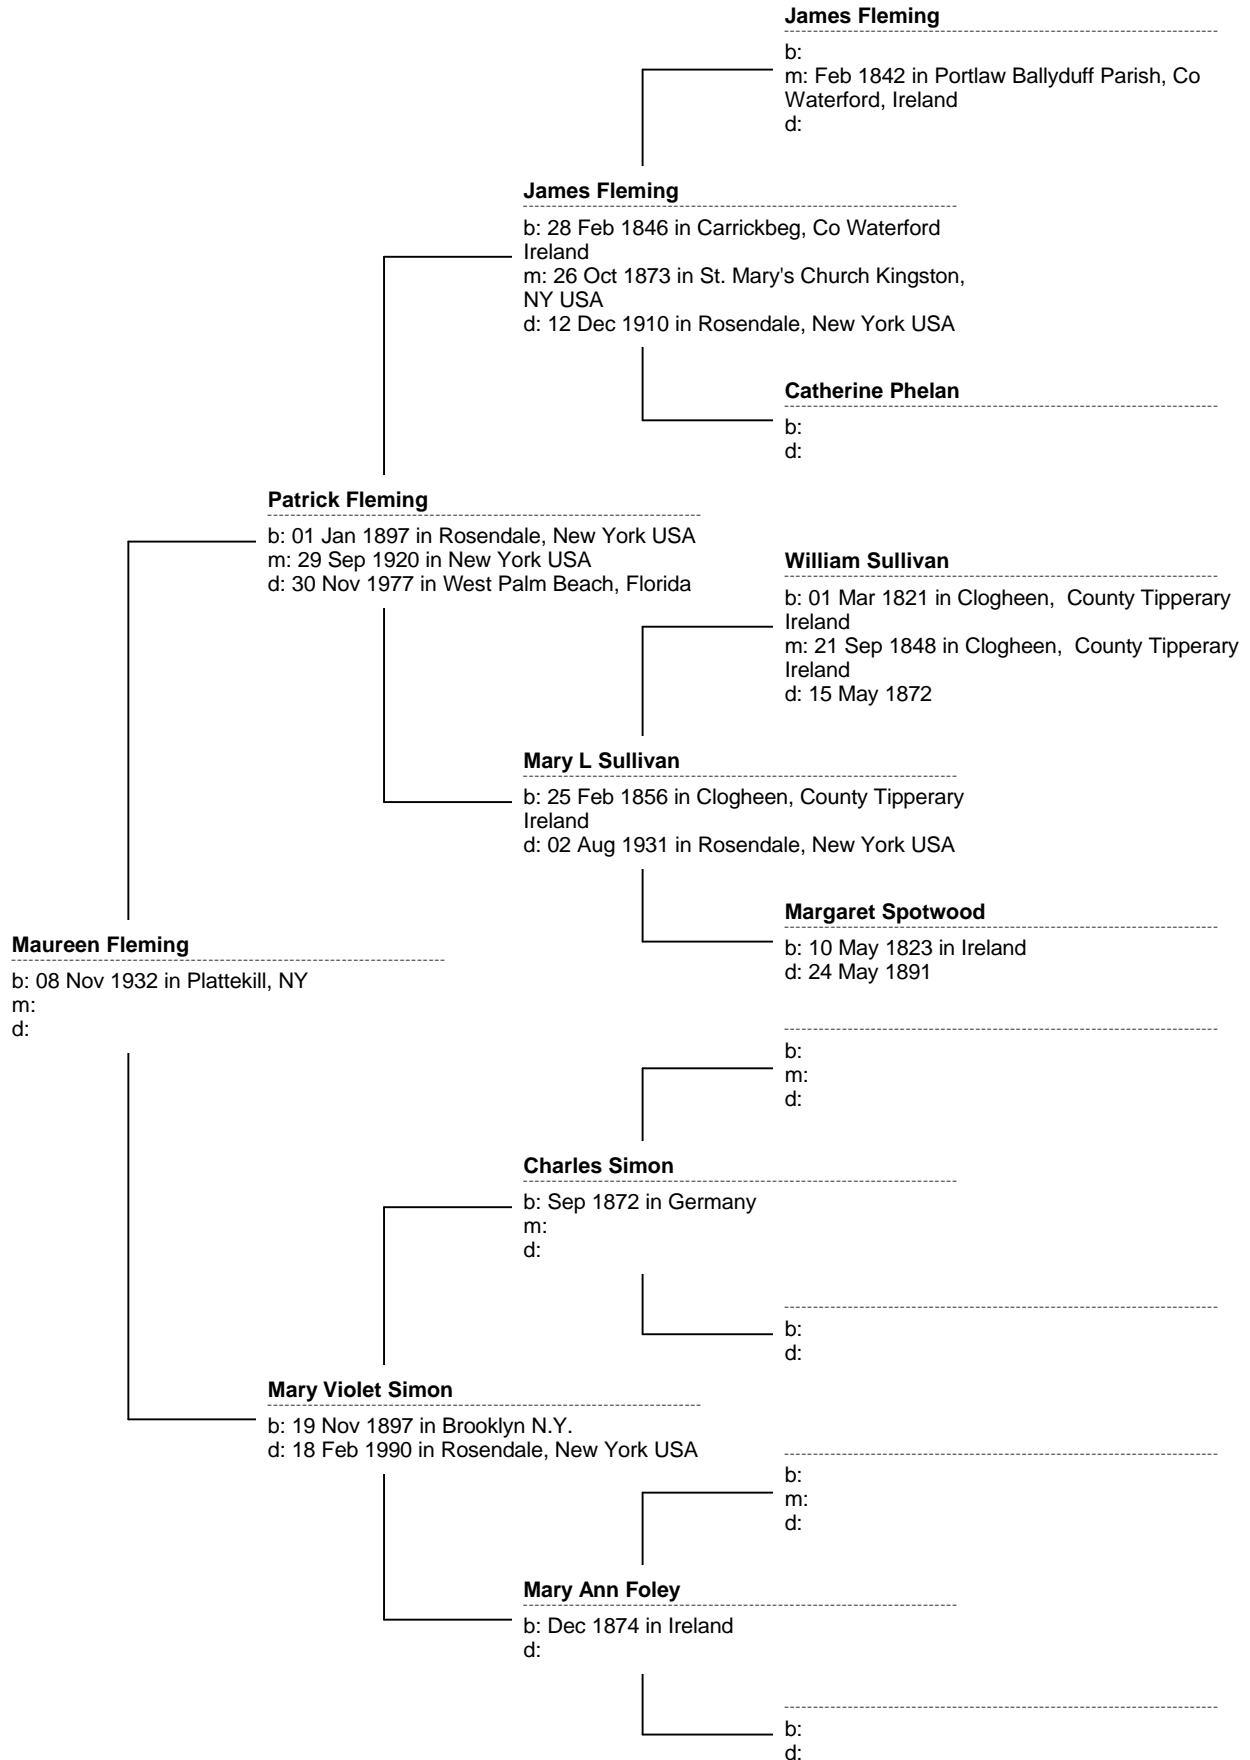 James Fleming
b:
m: Feb 1842 in Portlaw Ballyduff Parish, Co
Waterford, Ireland
d:
James Fleming
b: 28 Feb 1846 in Carrickbeg, Co Waterford
Ireland
m: 26 Oct 1873 in St. Mary's Church Kingston,
NY USA
d: 12 Dec 1910 in Rosendale, New York USA
Catherine Phelan
b:
d:
Patrick Fleming
b: 01 Jan 1897 in Rosendale, New York USA
m: 29 Sep 1920 in New York USA
d: 30 Nov 1977 in West Palm Beach, Florida
William Sullivan
b: 01 Mar 1821 in Clogheen,  County Tipperary
Ireland
m: 21 Sep 1848 in Clogheen,  County Tipperary
Ireland
d: 15 May 1872
Mary L Sullivan
b: 25 Feb 1856 in Clogheen, County Tipperary
Ireland
d: 02 Aug 1931 in Rosendale, New York USA
Margaret Spotwood
b: 10 May 1823 in Ireland
d: 24 May 1891
Maureen Fleming
b: 08 Nov 1932 in Plattekill, NY
m:
d:
b:
m:
d:
Charles Simon
b: Sep 1872 in Germany
m:
d:
b:
d:
Mary Violet Simon
b: 19 Nov 1897 in Brooklyn N.Y.
d: 18 Feb 1990 in Rosendale, New York USA
b:
m:
d:
Mary Ann Foley
b: Dec 1874 in Ireland
d:
b:
d: